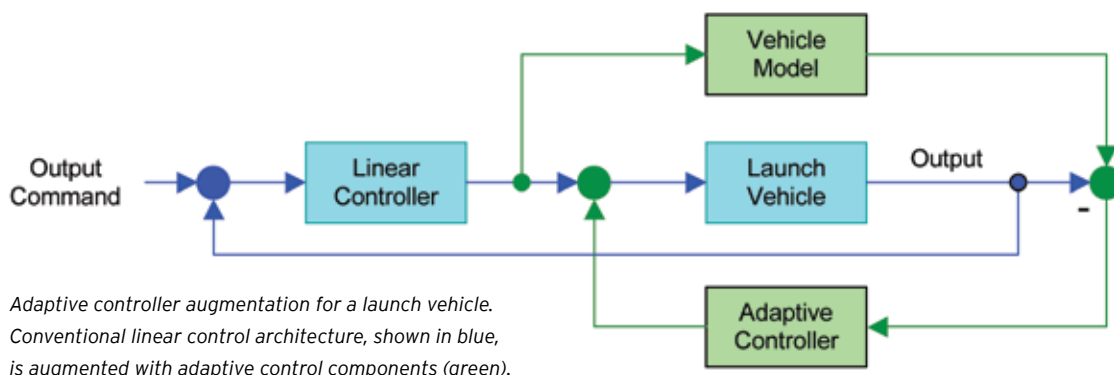 Vehicle
Model
Output
Command
Linear
Controller
Launch
Vehicle
Output
-
Adaptive
Controller
Adaptive controller augmentation for a launch vehicle.
Conventional linear control architecture, shown in blue,
is augmented with adaptive control components (green).